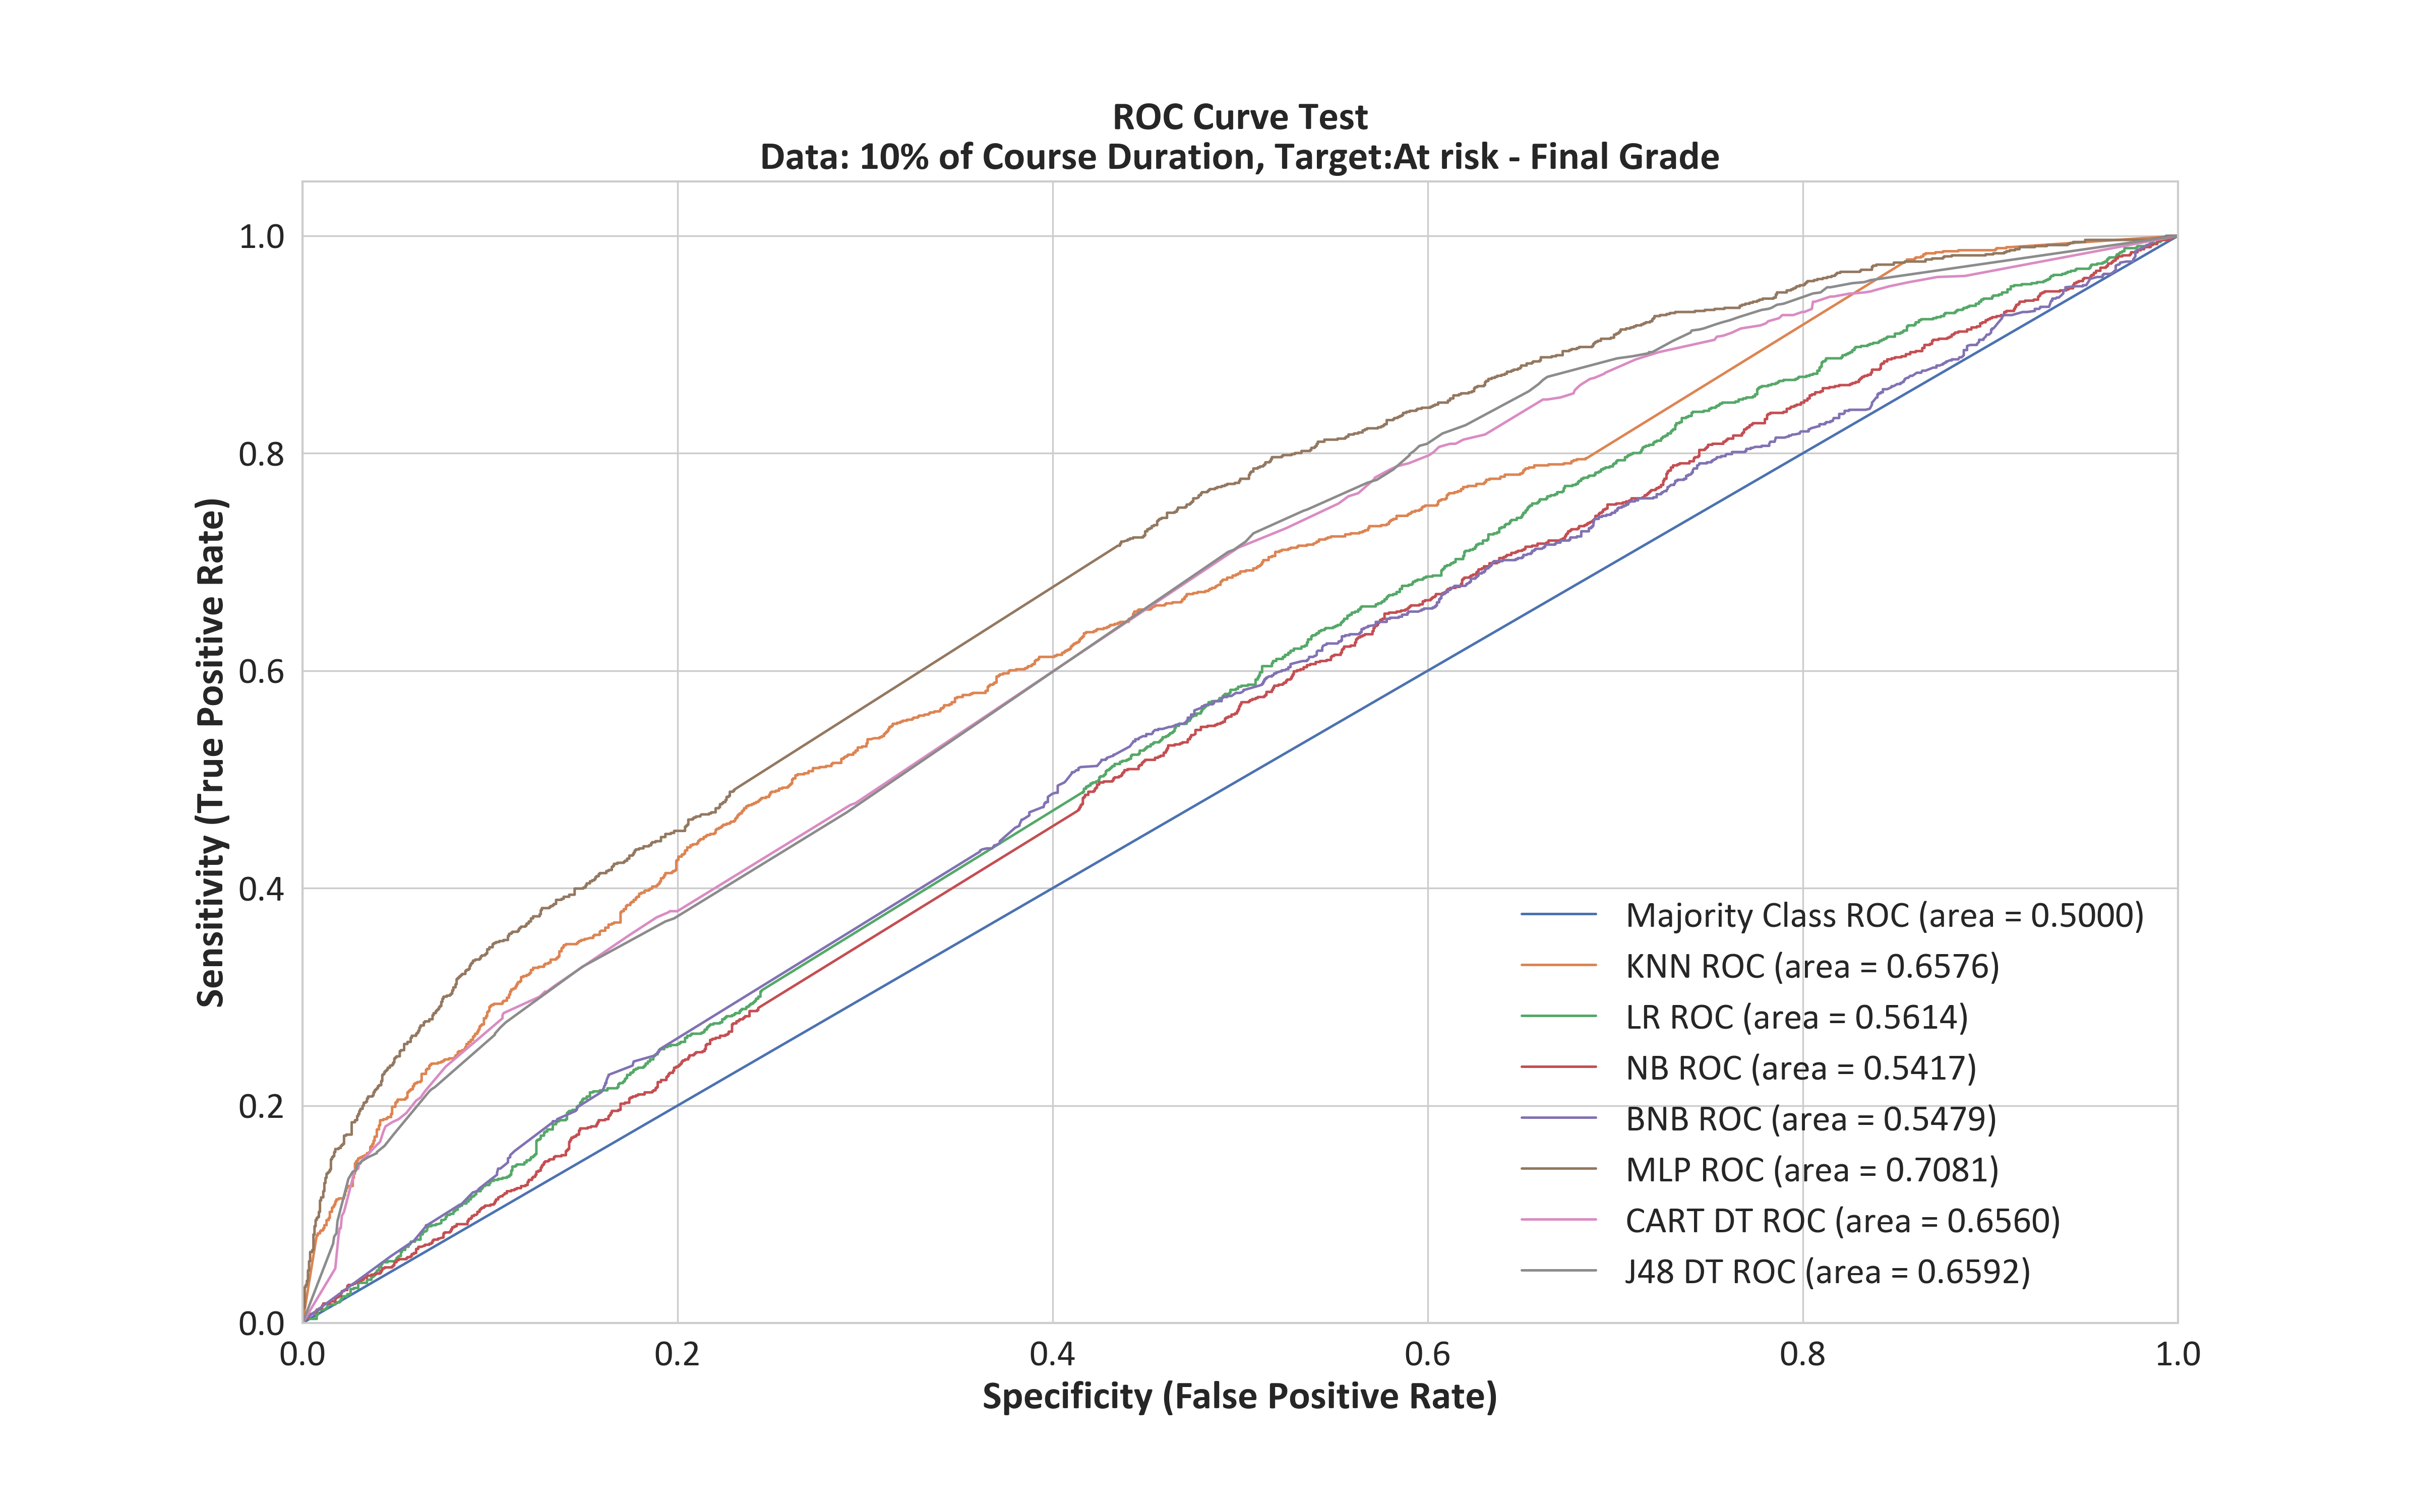 ROC Curve Test
Data: 10% of Course Duration, Target:At risk - Final Grade
Sensitivity (True Positive Rate)
1.0
0.8
0.6
0.4
0.2
0.0
Majority Class ROC (area = 0.5000)
KNN ROC (area = 0.6576)
LR ROC (area = 0.5614)
NB ROC (area = 0.5417)
BNB ROC (area = 0.5479)
MLP ROC (area = 0.7081)
CART DT ROC (area = 0.6560)
J48 DT ROC (area = 0.6592)
0.0 0.2 0.4 0.6 0.8 1.0
Specificity (False Positive Rate)